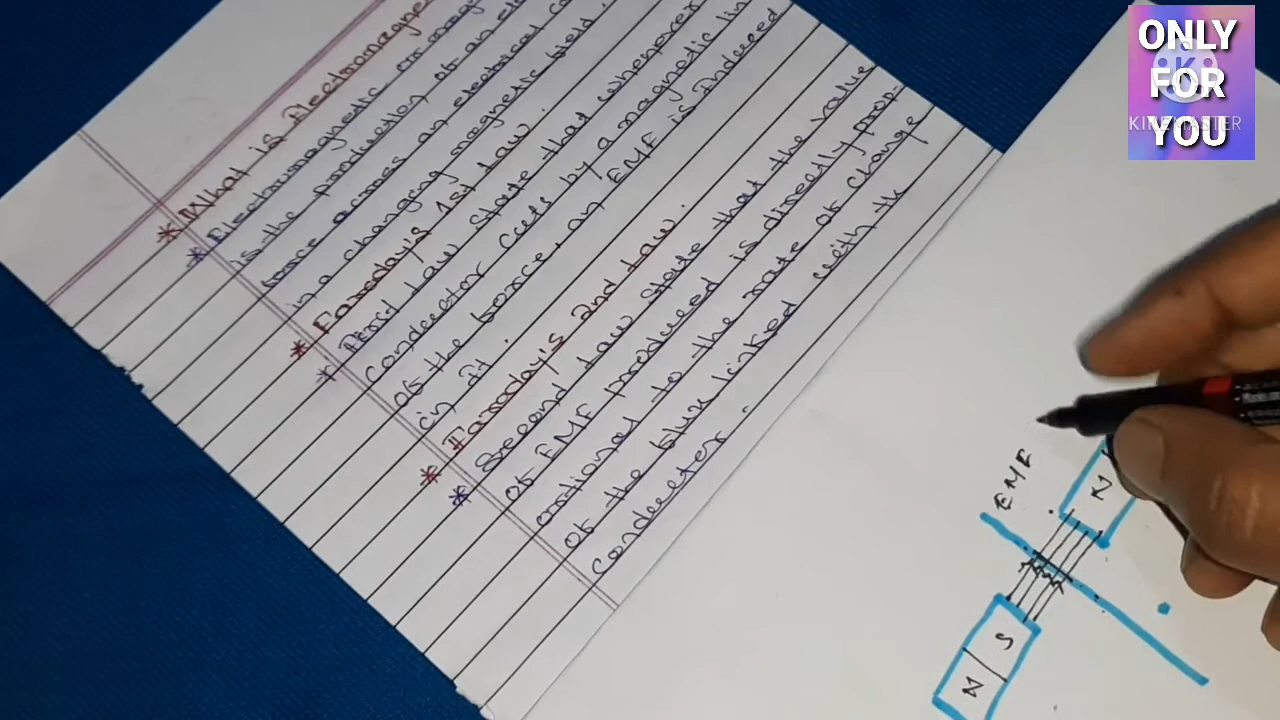 * What is Electromagne
* Electromagnetic or mag
is the production of an ele
force across an electrical co
in a changing magnetic field.
* Faraday's 1st Law.
* First Law state that whenever
conductor cuts by a magnetic lin
of the force, an EMF is Induced
in it.
* Faraday's 2nd Law.
* Second Law state that the value
of EMF produced is directly prop-
ortional to the rate of change
of the flux linked with the
conductor.
EMF
N
S
N
ONLY
FOR
YOU
KINEMASTER